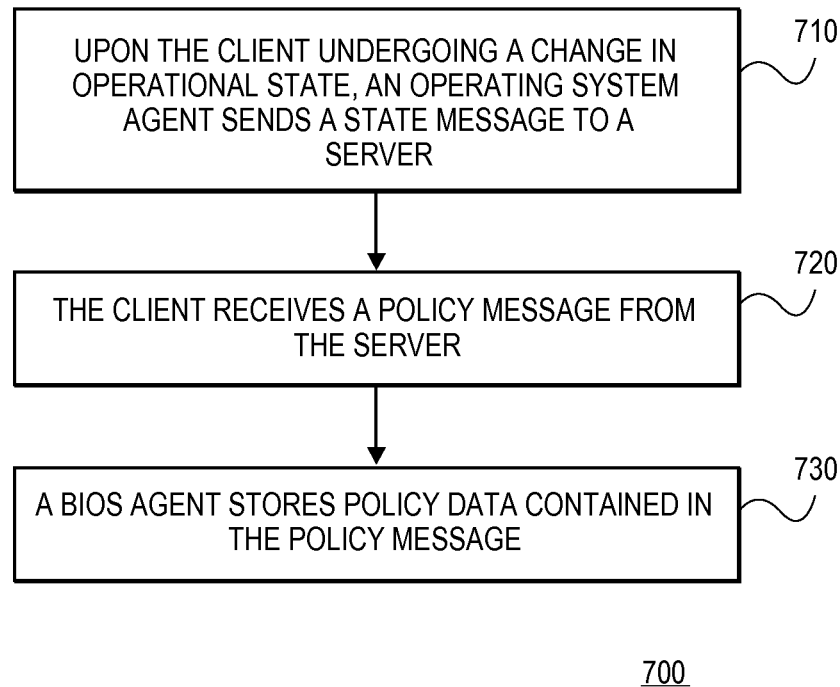 UPON THE CLIENT UNDERGOING A CHANGE IN
OPERATIONAL STATE, AN OPERATING SYSTEM
AGENT SENDS A STATE MESSAGE TO A
SERVER
710
THE CLIENT RECEIVES A POLICY MESSAGE FROM
THE SERVER
720
A BIOS AGENT STORES POLICY DATA CONTAINED IN
THE POLICY MESSAGE
730
700